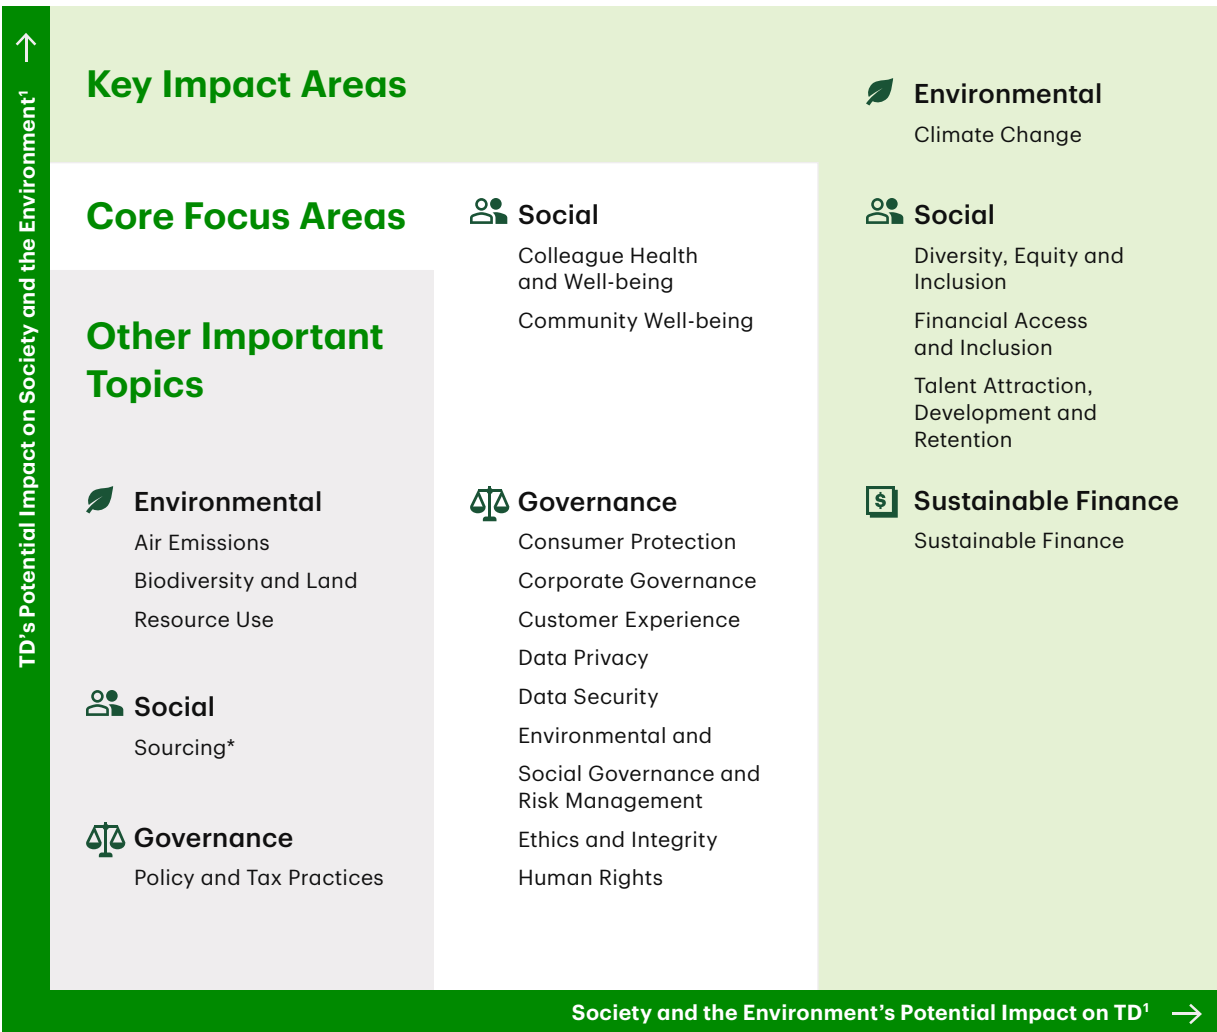 TD's Potential Impact on Society and the Environment¹
Key Impact Areas
Core Focus Areas
Other Important
Topics
Environmental
Air Emissions
Biodiversity and Land
Resource Use
Social
Sourcing*
Governance
Policy and Tax Practices
Social
Colleague Health
and Well-being
Community Well-being
Governance
Consumer Protection
Corporate Governance
Customer Experience
Data Privacy
Data Security
Environmental and
Social Governance and
Risk Management
Ethics and Integrity
Human Rights
Environmental
Climate Change
Social
Diversity, Equity and
Inclusion
Financial Access
and Inclusion
Talent Attraction,
Development and
Retention
$ Sustainable Finance
Sustainable Finance
Society and the Environment's Potential Impact on TD¹